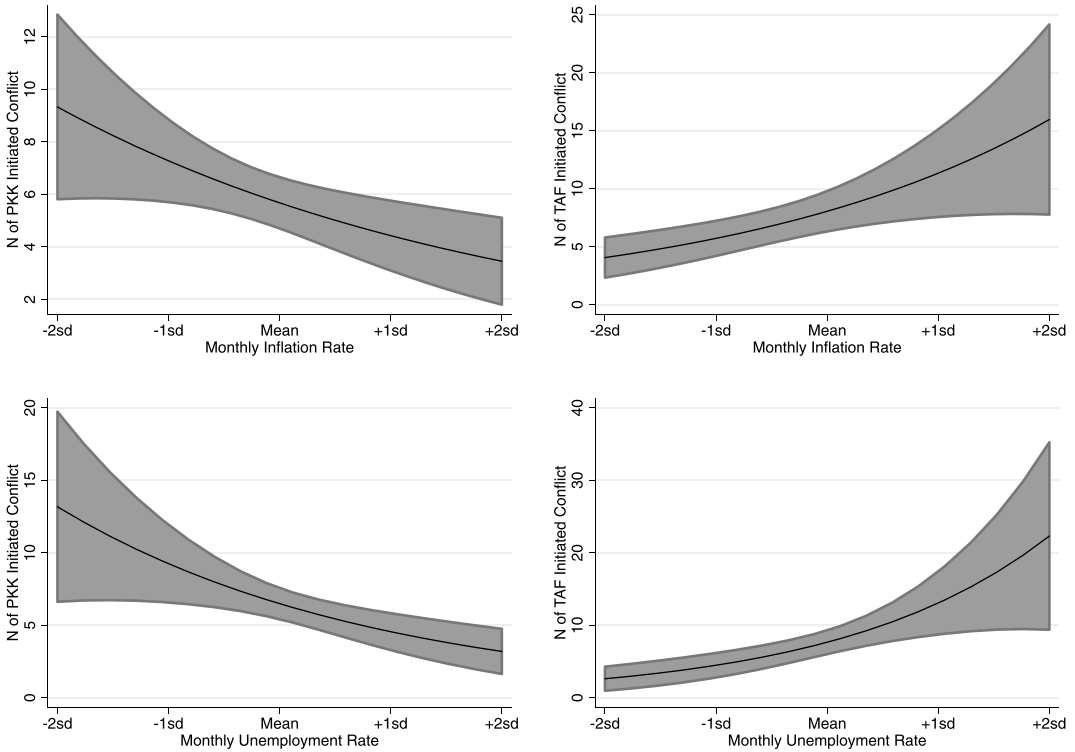 N of PKK Initiated Conflict
12
10
8
6
4
2
-2sd -1sd Mean +1sd +2sd
Monthly Inflation Rate
N of TAF Initiated Conflict
25
20
15
10
5
0
-2sd -1sd Mean +1sd +2sd
Monthly Inflation Rate
N of PKK Initiated Conflict
20
15
10
5
0
-2sd -1sd Mean +1sd +2sd
Monthly Unemployment Rate
N of TAF Initiated Conflict
40
30
20
10
0
-2sd -1sd Mean +1sd +2sd
Monthly Unemployment Rate